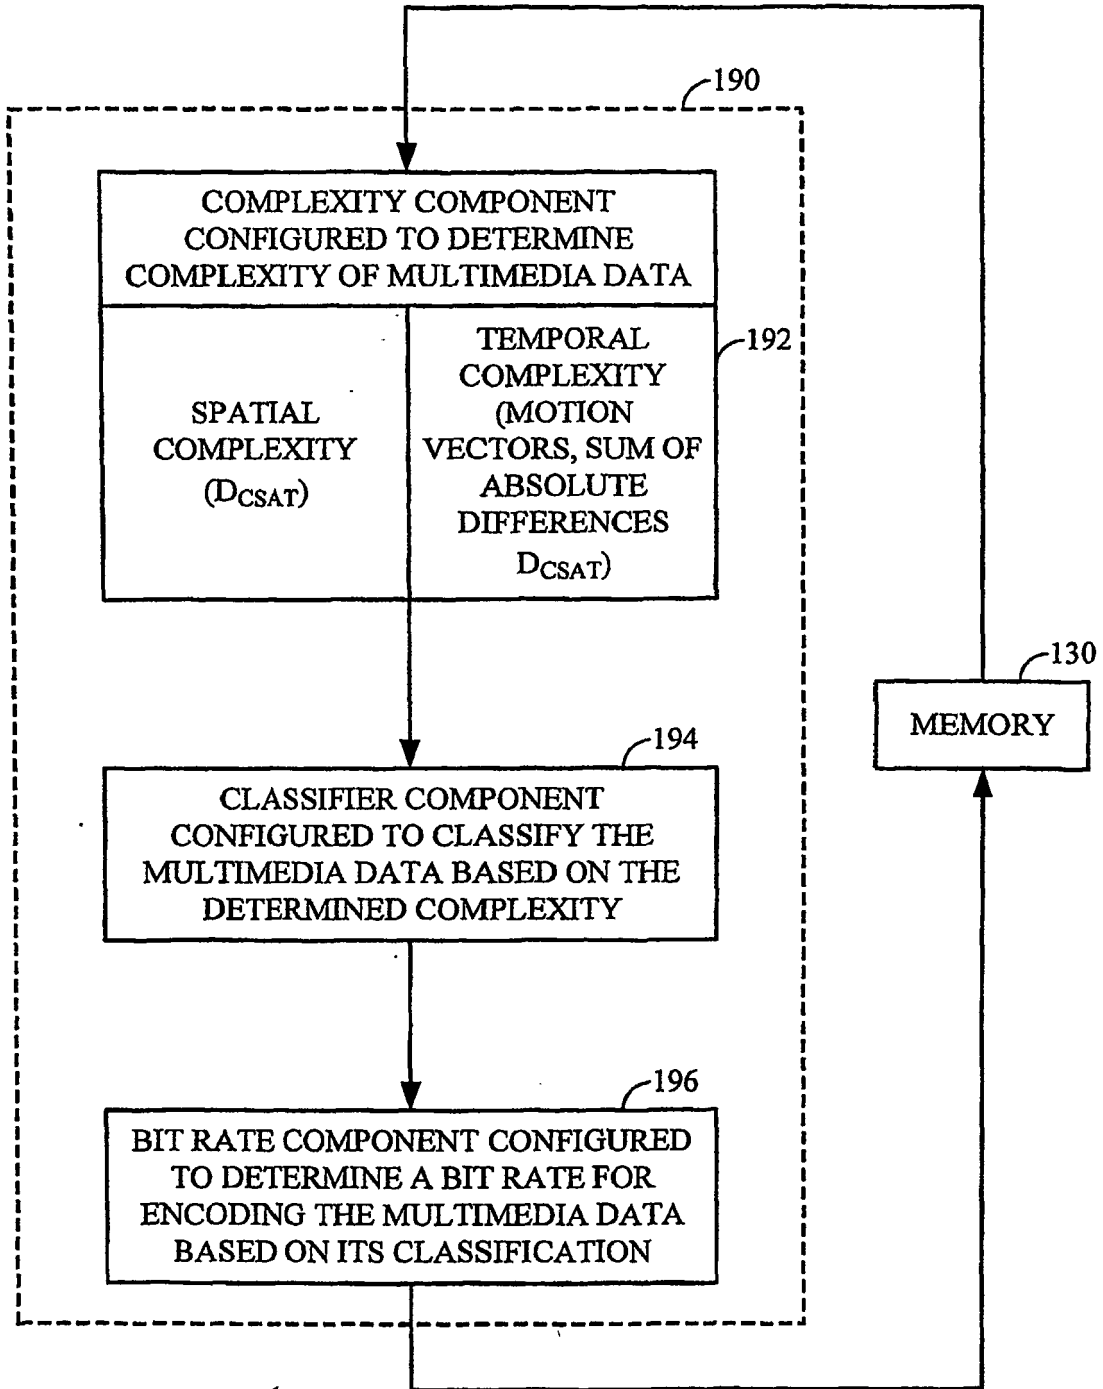 190
COMPLEXITY COMPONENT
CONFIGURED TO DETERMINE
COMPLEXITY OF MULTIMEDIA DATA
192
SPATIAL
COMPLEXITY
(DCSAT)
TEMPORAL
COMPLEXITY
(MOTION
VECTORS, SUM OF
ABSOLUTE
DIFFERENCES
DCSAT)
130
MEMORY
194
CLASSIFIER COMPONENT
CONFIGURED TO CLASSIFY THE
MULTIMEDIA DATA BASED ON THE
DETERMINED COMPLEXITY
196
BIT RATE COMPONENT CONFIGURED
TO DETERMINE A BIT RATE FOR
ENCODING THE MULTIMEDIA DATA
BASED ON ITS CLASSIFICATION